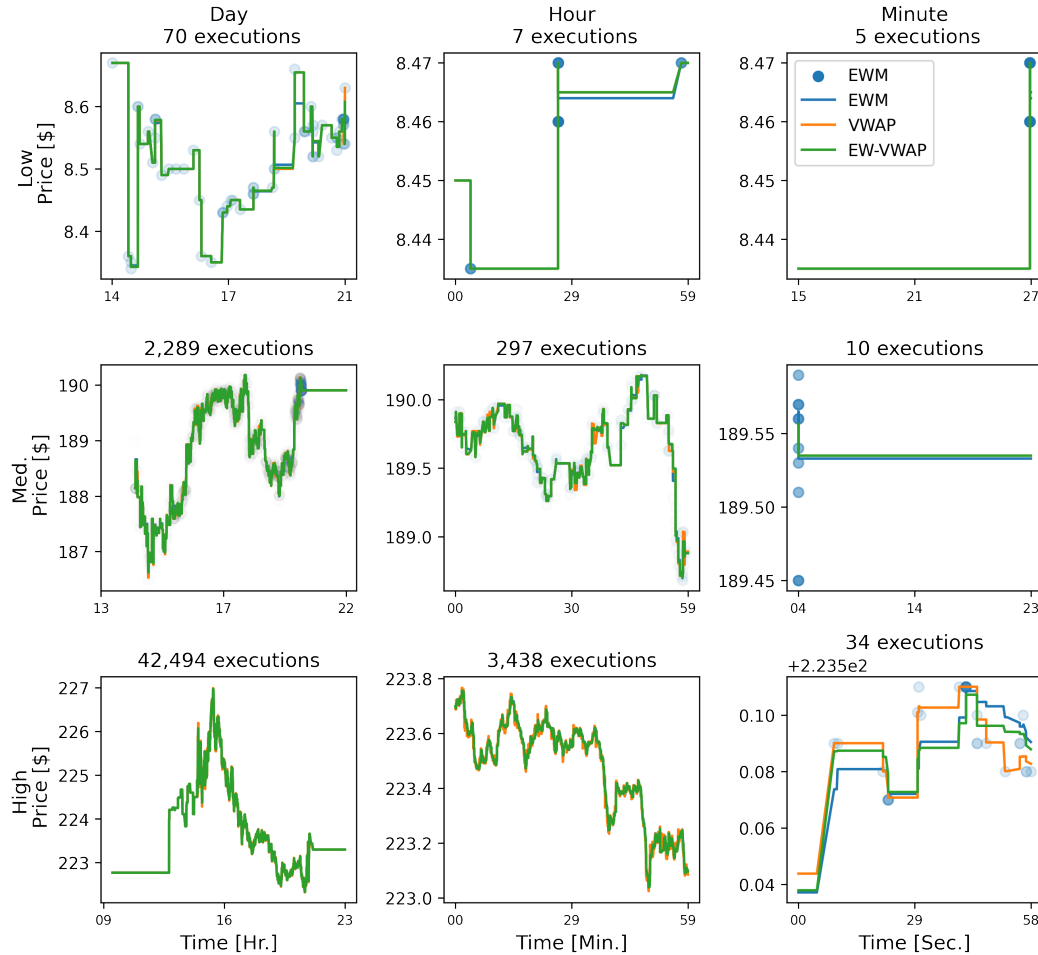 Day
70 executions
Hour
7 executions
Minute
5 executions
Low
Price [$]
8.6
8.5
8.4
14
17
21
8.47
8.46
8.45
8.44
00
29
59
8.47
8.46
8.45
8.44
EWM
EWM
VWAP
EW-VWAP
15
21
27
2,289 executions
297 executions
10 executions
Med.
Price [$]
190
189
188
187
13
17
22
190.0
189.5
189.0
00
30
59
189.55
189.50
189.45
04
14
23
42,494 executions
3,438 executions
34 executions
+2.235e2
High
Price [$]
227
226
225
224
223
09
16
23
Time [Hr.]
223.8
223.6
223.4
223.2
223.0
00
29
59
Time [Min.]
0.10
0.08
0.06
0.04
00
29
58
Time [Sec.]